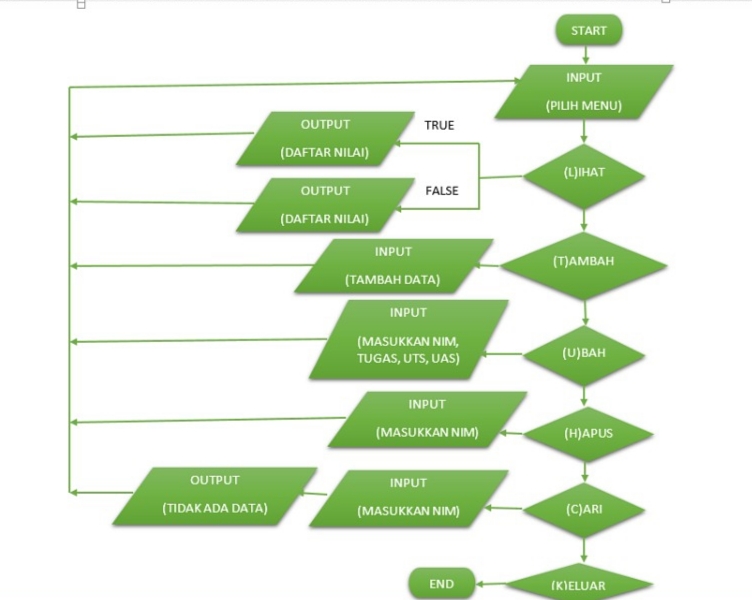 START
INPUT
(PILIH MENU)
OUTPUT
(DAFTAR NILAI)
TRUE
(L)IHAT
OUTPUT
(DAFTAR NILAI)
FALSE
INPUT
(TAMBAH DATA)
(T)AMBAH
INPUT
(MASUKKAN NIM,
TUGAS, UTS, UAS)
(U)BAH
INPUT
(MASUKKAN NIM)
(H)APUS
OUTPUT
(TIDAK ADA DATA)
INPUT
(MASUKKAN NIM)
(C)ARI
END
(K)ELUAR